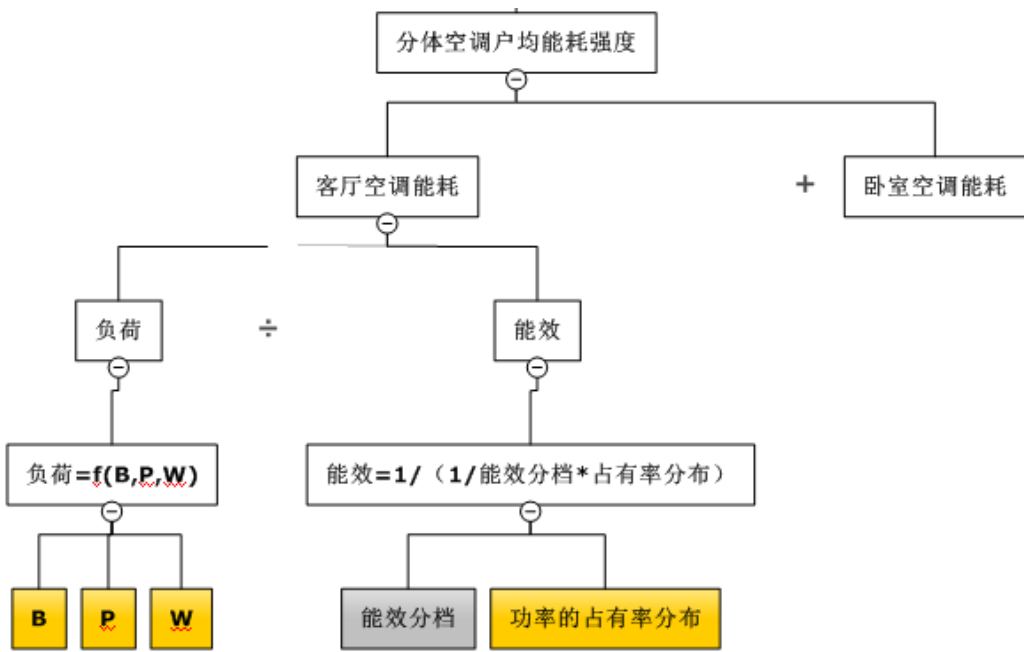 分体空调户均能耗强度
客厅空调能耗
+
卧室空调能耗
负荷
÷
能效
负荷=f(B,P,W)
能效=1/（1/能效分档*占有率分布）
B
P
W
能效分档
功率的占有率分布